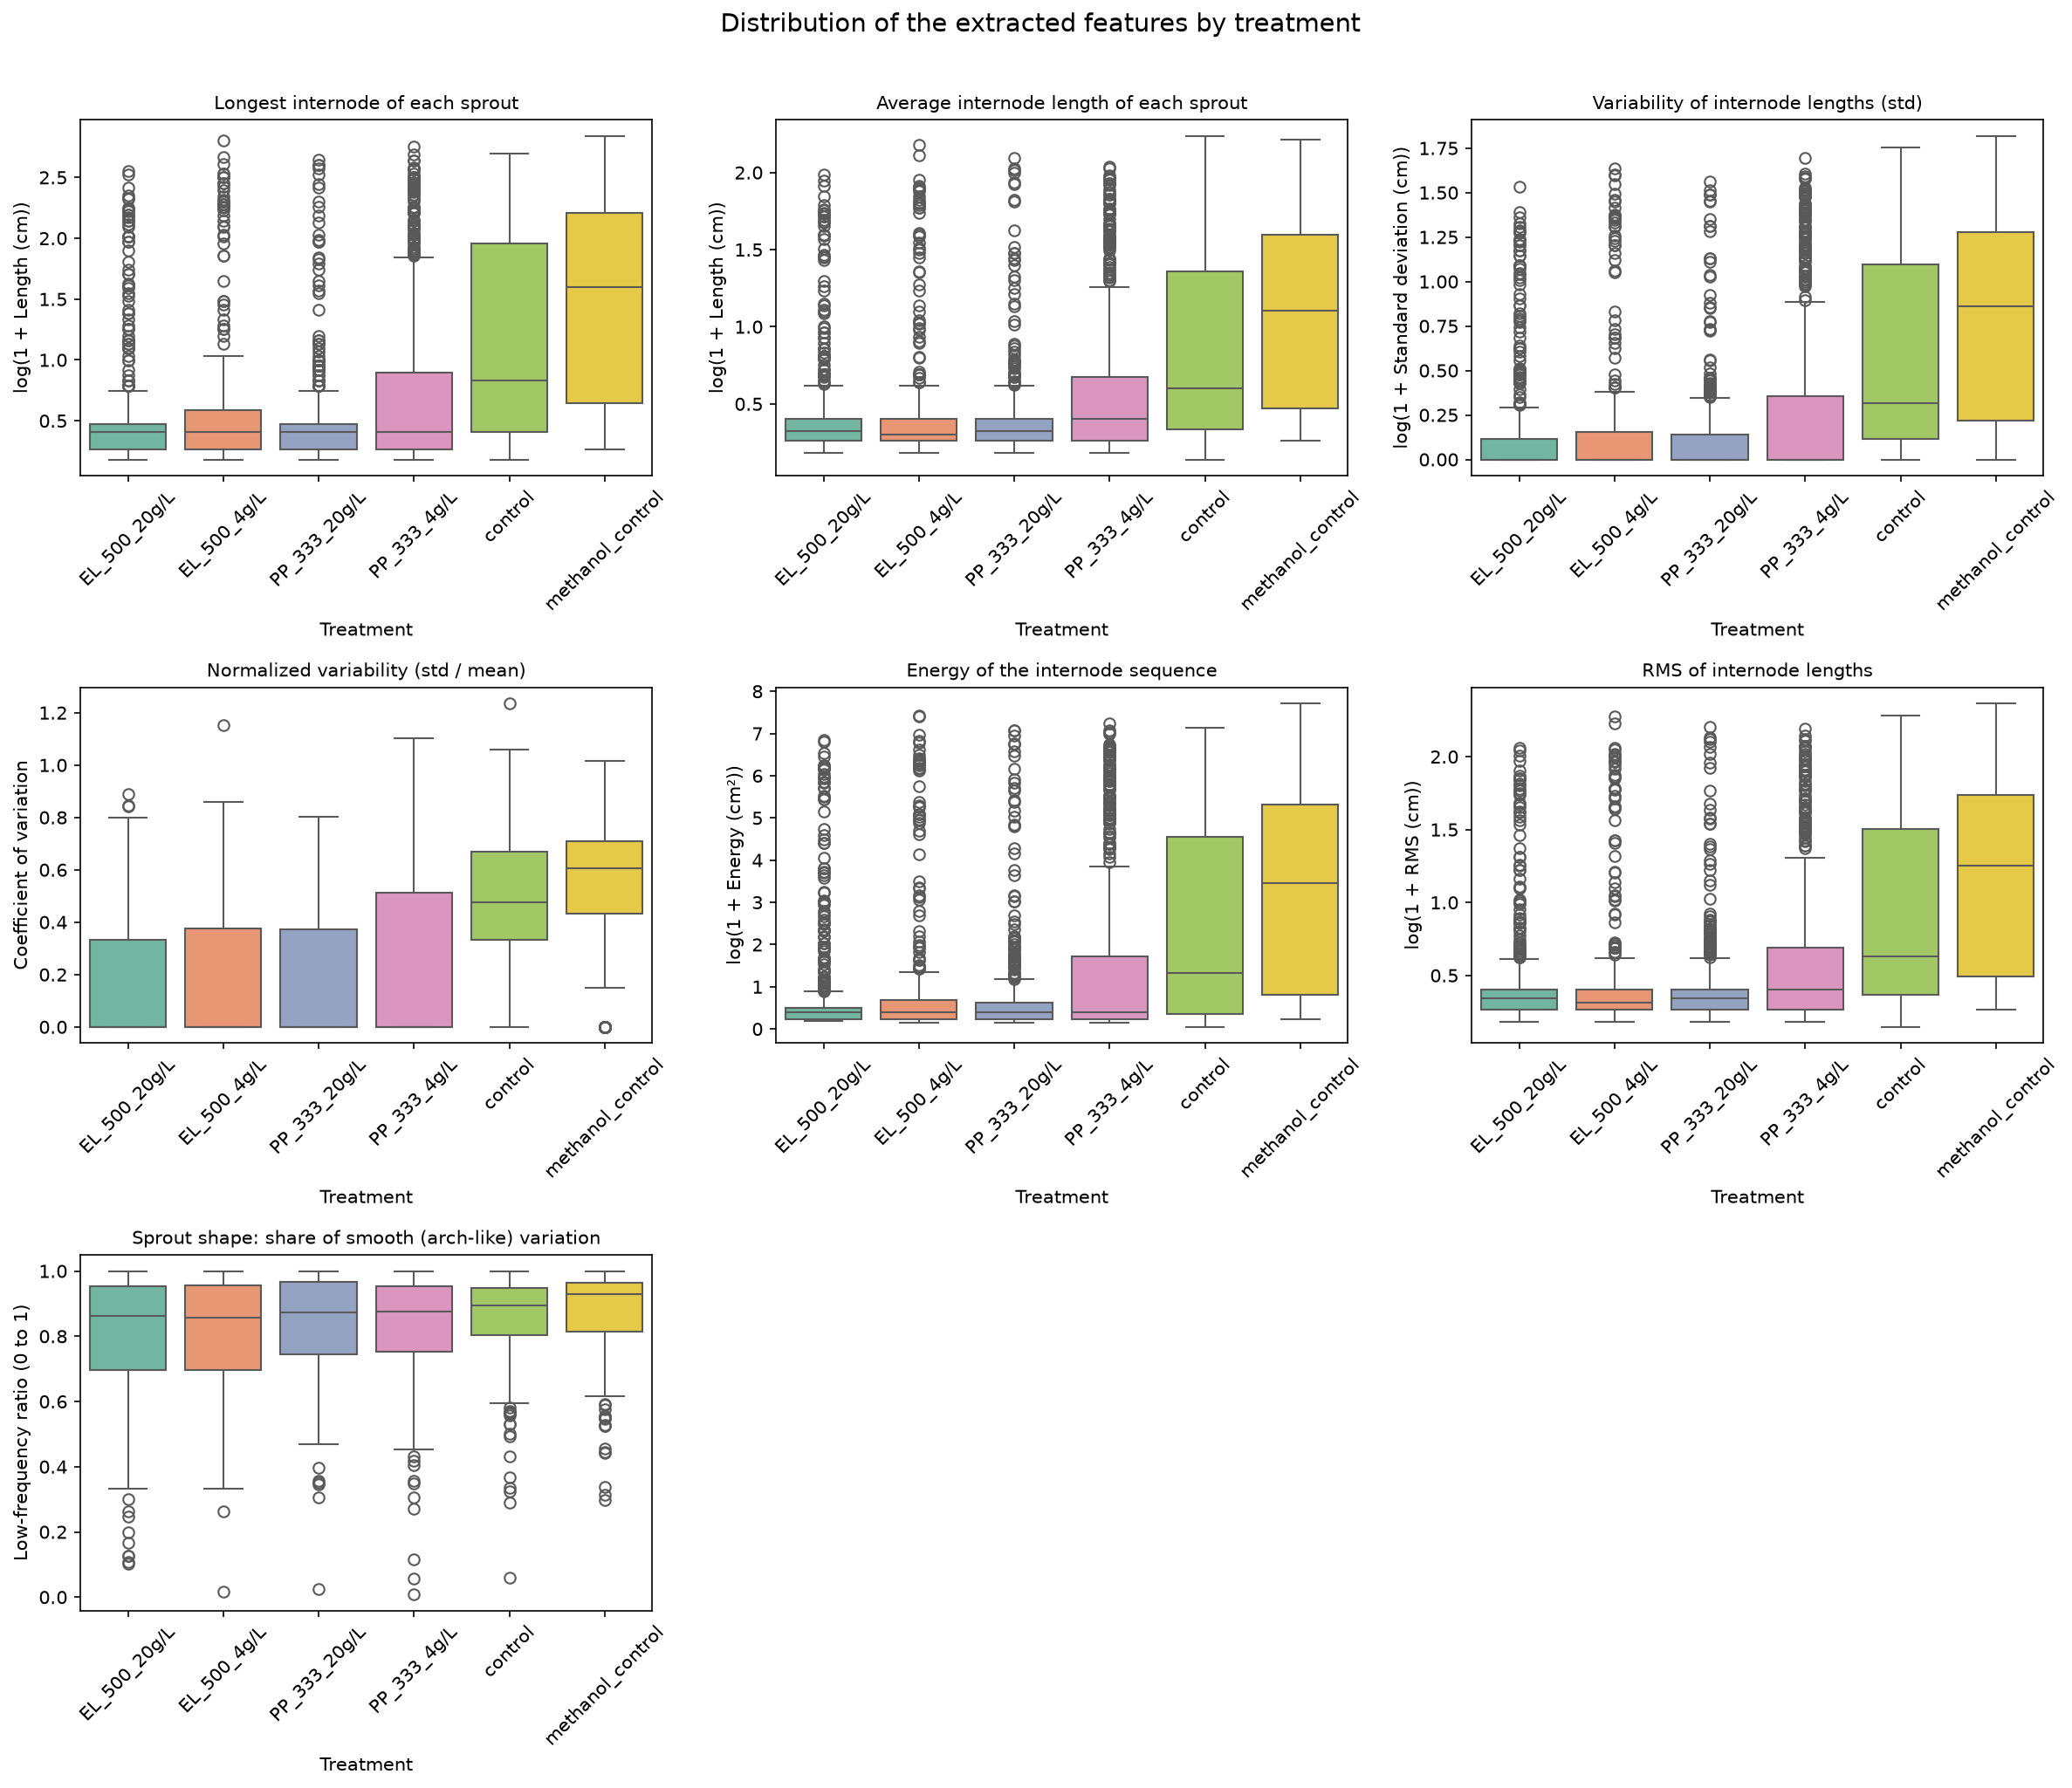 Distribution of the extracted features by treatment
Longest internode of each sprout
log(1 + Length (cm))
2.5
2.0
1.5
1.0
0.5
EL_500_20g/L
EL_500_4g/L
PP_333_20g/L
PP_333_4g/L
control
methanol_control
Treatment
Average internode length of each sprout
log(1 + Length (cm))
2.0
1.5
1.0
0.5
EL_500_20g/L
EL_500_4g/L
PP_333_20g/L
PP_333_4g/L
control
methanol_control
Treatment
Variability of internode lengths (std)
log(1 + Standard deviation (cm))
1.75
1.50
1.25
1.00
0.75
0.50
0.25
0.00
EL_500_20g/L
EL_500_4g/L
PP_333_20g/L
PP_333_4g/L
control
methanol_control
Treatment
Normalized variability (std / mean)
Coefficient of variation
1.2
1.0
0.8
0.6
0.4
0.2
0.0
EL_500_20g/L
EL_500_4g/L
PP_333_20g/L
PP_333_4g/L
control
methanol_control
Treatment
Energy of the internode sequence
log(1 + Energy (cm²))
8
7
6
5
4
3
2
1
0
EL_500_20g/L
EL_500_4g/L
PP_333_20g/L
PP_333_4g/L
control
methanol_control
Treatment
RMS of internode lengths
log(1 + RMS (cm))
2.0
1.5
1.0
0.5
EL_500_20g/L
EL_500_4g/L
PP_333_20g/L
PP_333_4g/L
control
methanol_control
Treatment
Sprout shape: share of smooth (arch-like) variation
Low-frequency ratio (0 to 1)
1.0
0.8
0.6
0.4
0.2
0.0
EL_500_20g/L
EL_500_4g/L
PP_333_20g/L
PP_333_4g/L
control
methanol_control
Treatment